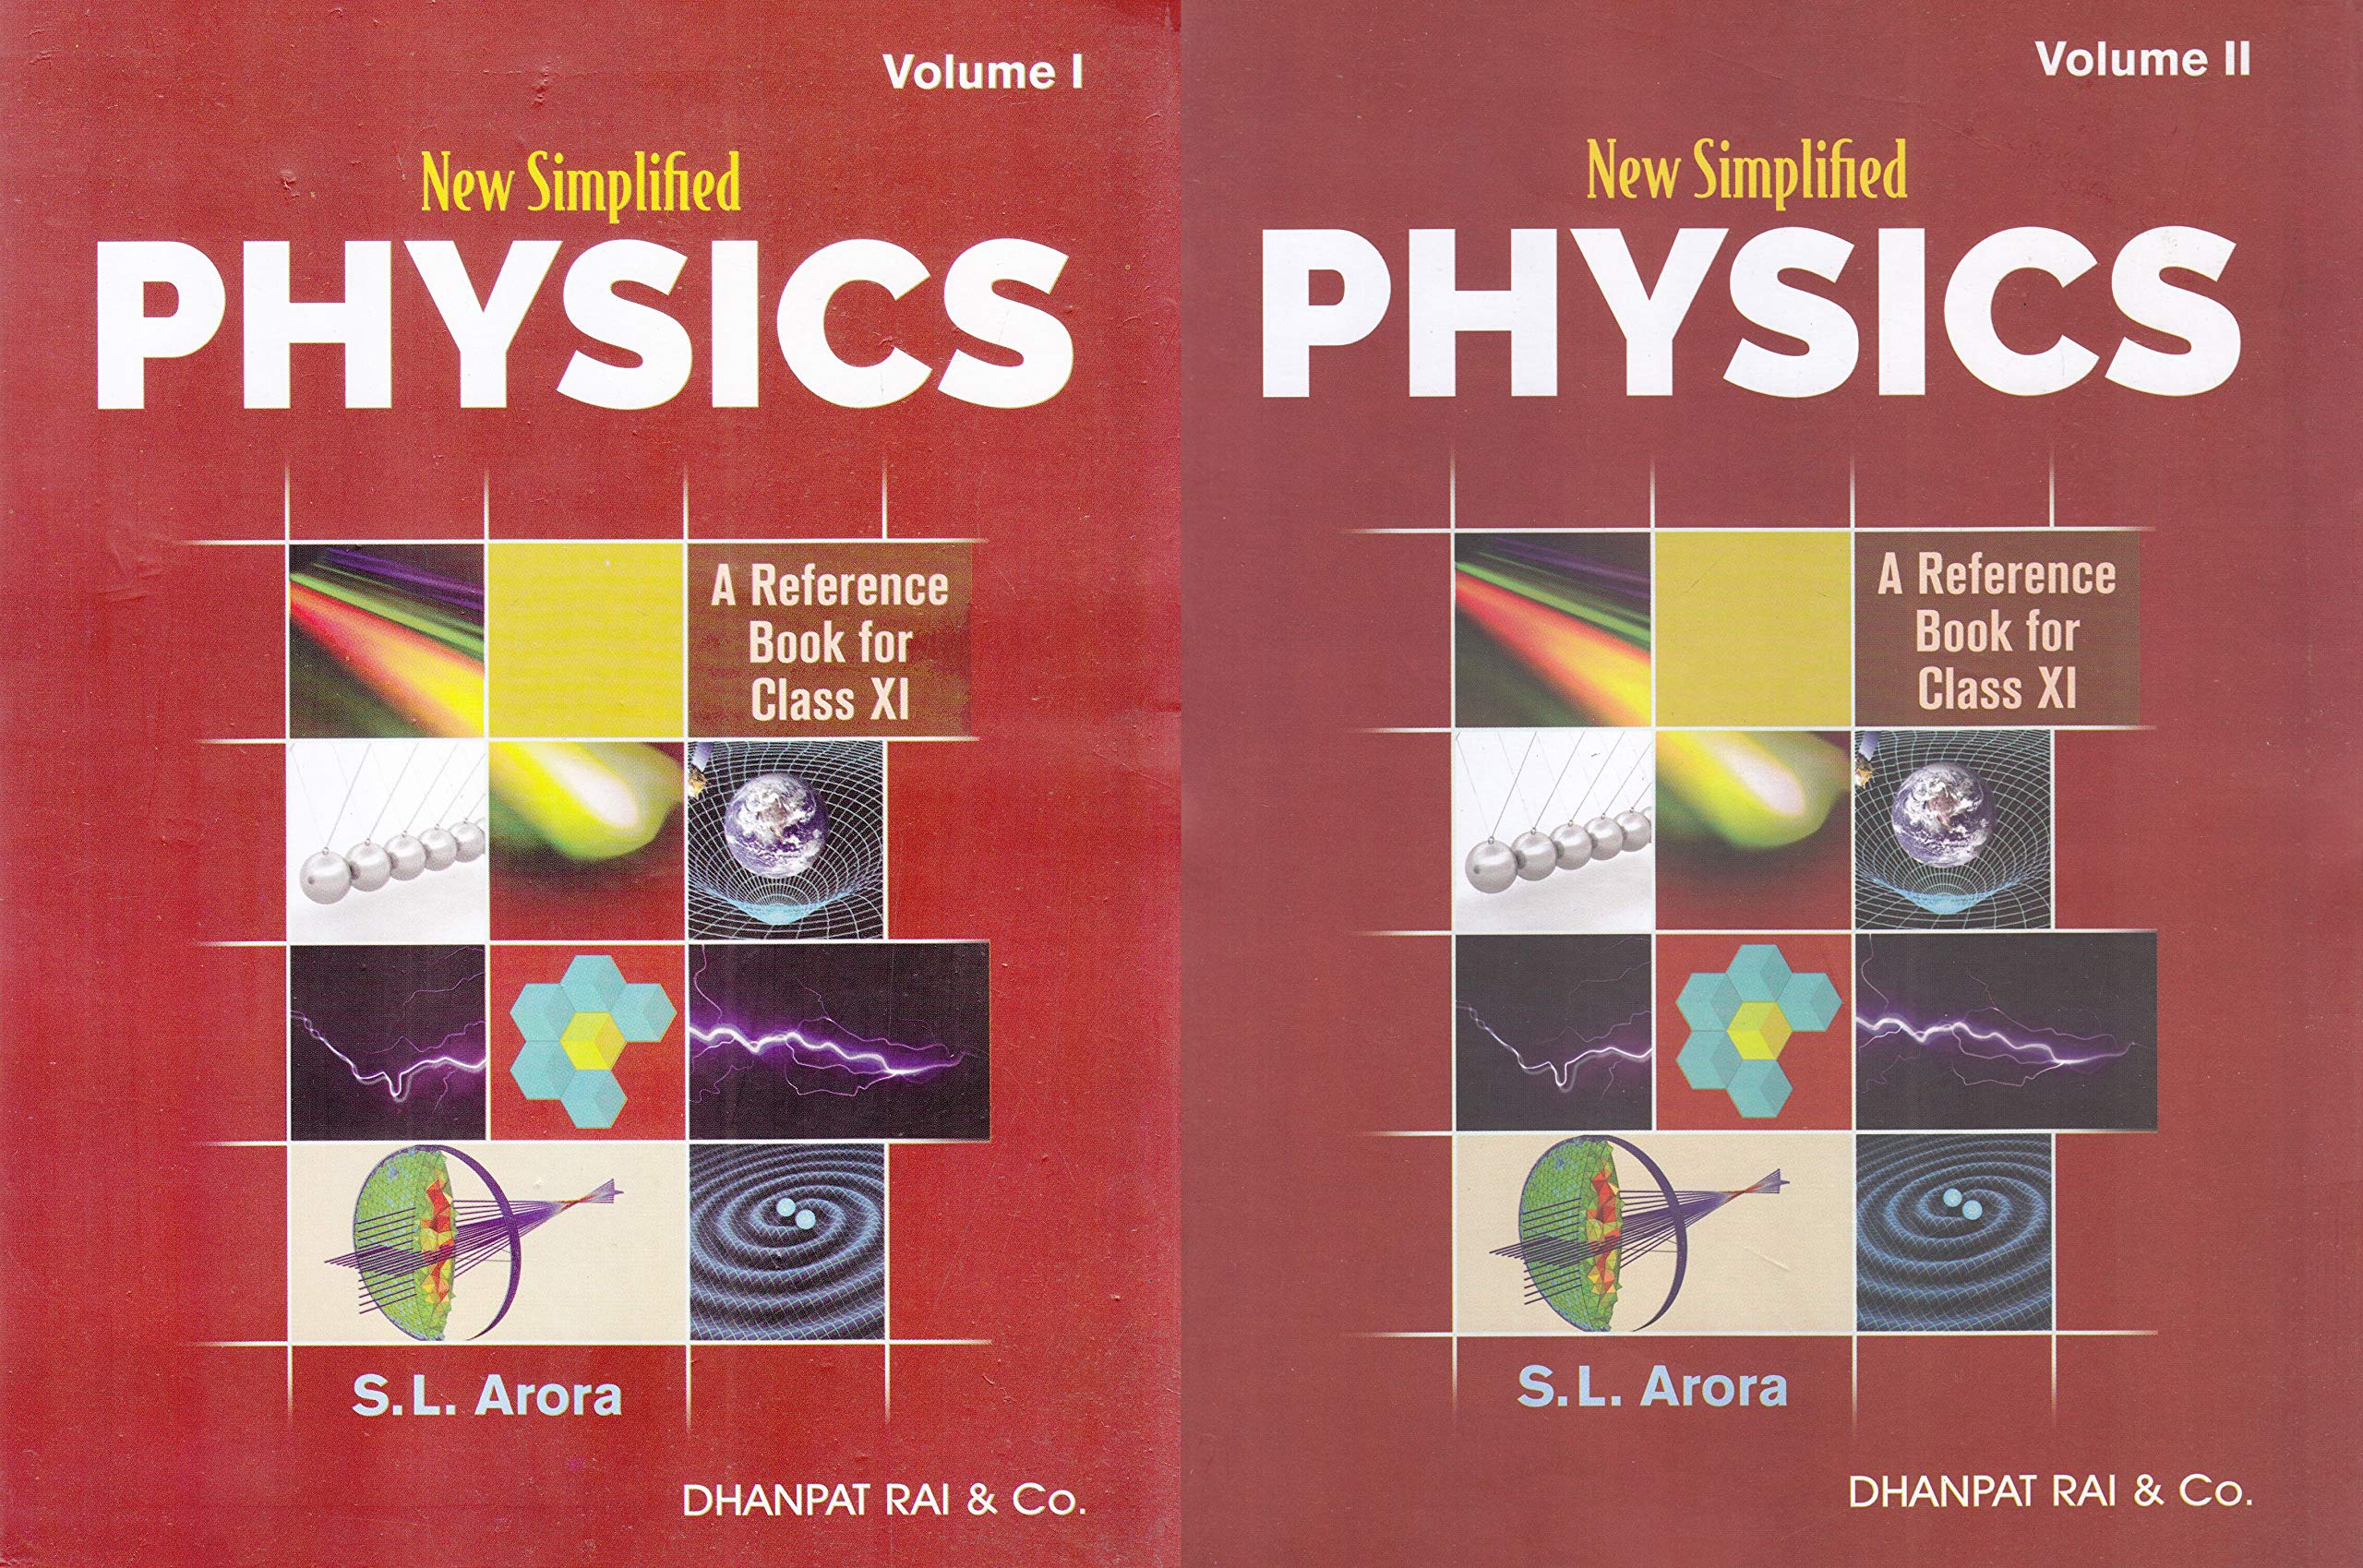 Volume I
New Simplified
PHYSICS
A Reference
Book for
Class XI
S.L. Arora
DHANPAT RAI & Co.
Volume II
New Simplified
PHYSICS
A Reference
Book for
Class XI
S.L. Arora
DHANPAT RAI & Co.